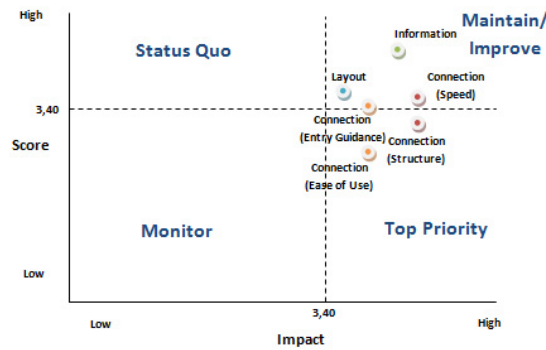 High
Maintain/
Improve
Status Quo
Information
Layout
Connection
(Speed)
3,40
Connection
(Entry Guidance)
Connection
(Structure)
Score
Connection
(Ease of Use)
Monitor
Top Priority
Low
3,40
Low
High
Impact